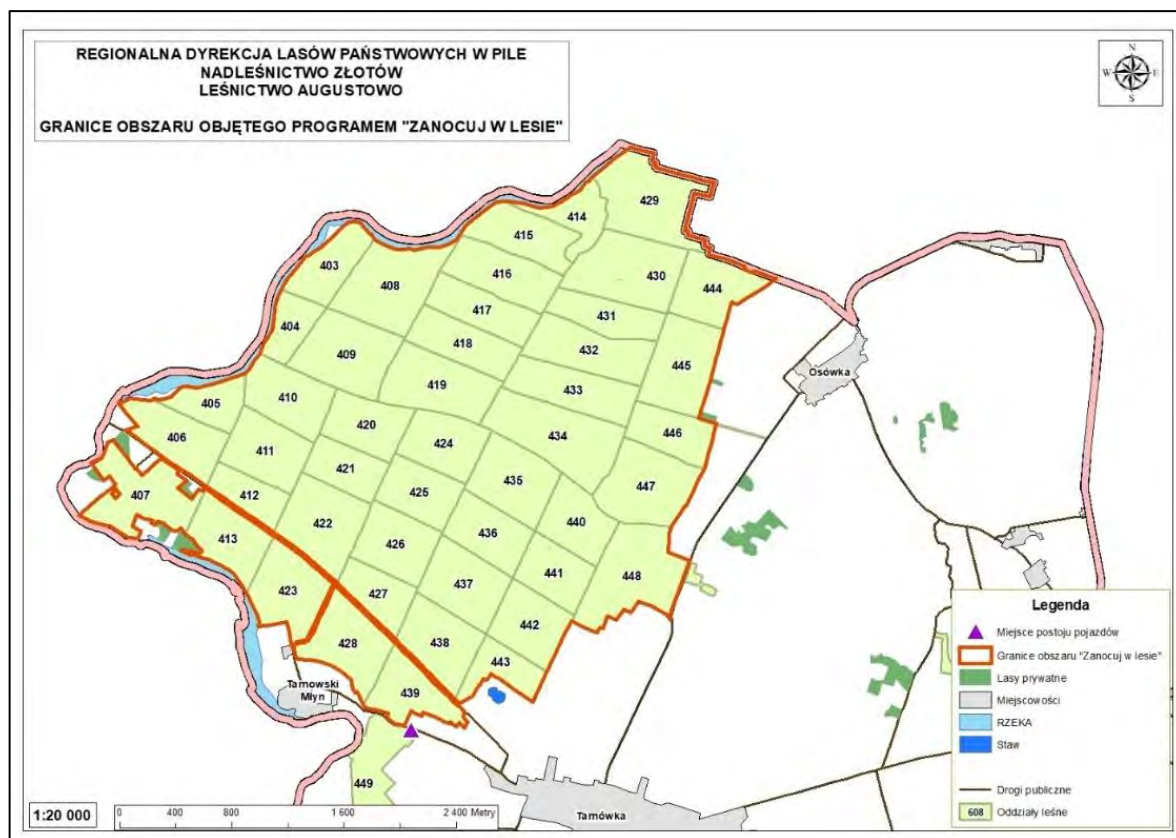 REGIONALNA DYREKCJA LASÓW PAŃSTWOWYCH W PILE
NADLEŚNICTWO ZŁOTÓW
LEŚNICTWO AUGUSTOWO
GRANICE OBSZARU OBJĘTEGO PROGRAMEM "ZANOCUJ W LESIE"
N
W E
S
429
414
415
403
408
416
430
444
417
431
404
418
432
409
445
Osówka
433
419
405
410
420
434
446
406
424
411
421
435
447
425
407
412
422
440
436
413
426
441
448
437
423
427
442
428
438
443
Tarnowski
Młyn
439
449
Tarnówka
Legenda
Miejsce postoju pojazdów
Granice obszaru "Zanocuj w lesie"
Lasy prywatne
Miejscowości
RZEKA
Staw
Drogi publiczne
608 Oddziały leśne
1:20 000
0 400 800 1 600 2 400 Metry